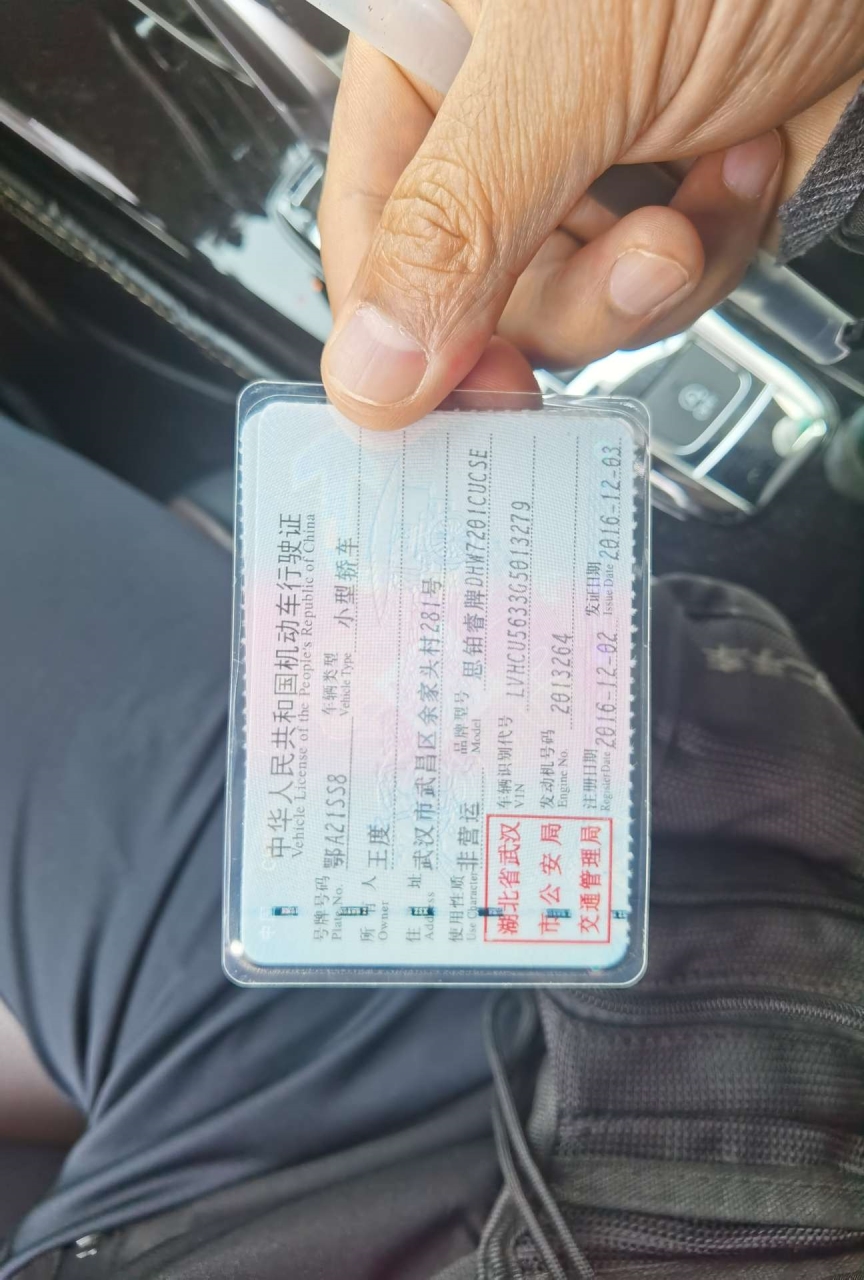 中华人民共和国机动车行驶证
Vehicle License of the People's Republic of China
号牌号码 鄂A21SS8 车辆类型 小型轿车
Plate No. Vehicle Type
所有人 王度
Owner
住址 武汉市武昌区余家头村281号
Address
使用性质 非营运 品牌型号 思铂睿牌DHW7201CUCSE
Use Character Model
湖北省武汉
市公安局
交通管理局
车辆识别代号 LVHCU5633G5013279
VIN
发动机号码 2013264
Engine No.
注册日期 2016-12-02 发证日期 2016-12-03
Register Date Issue Date